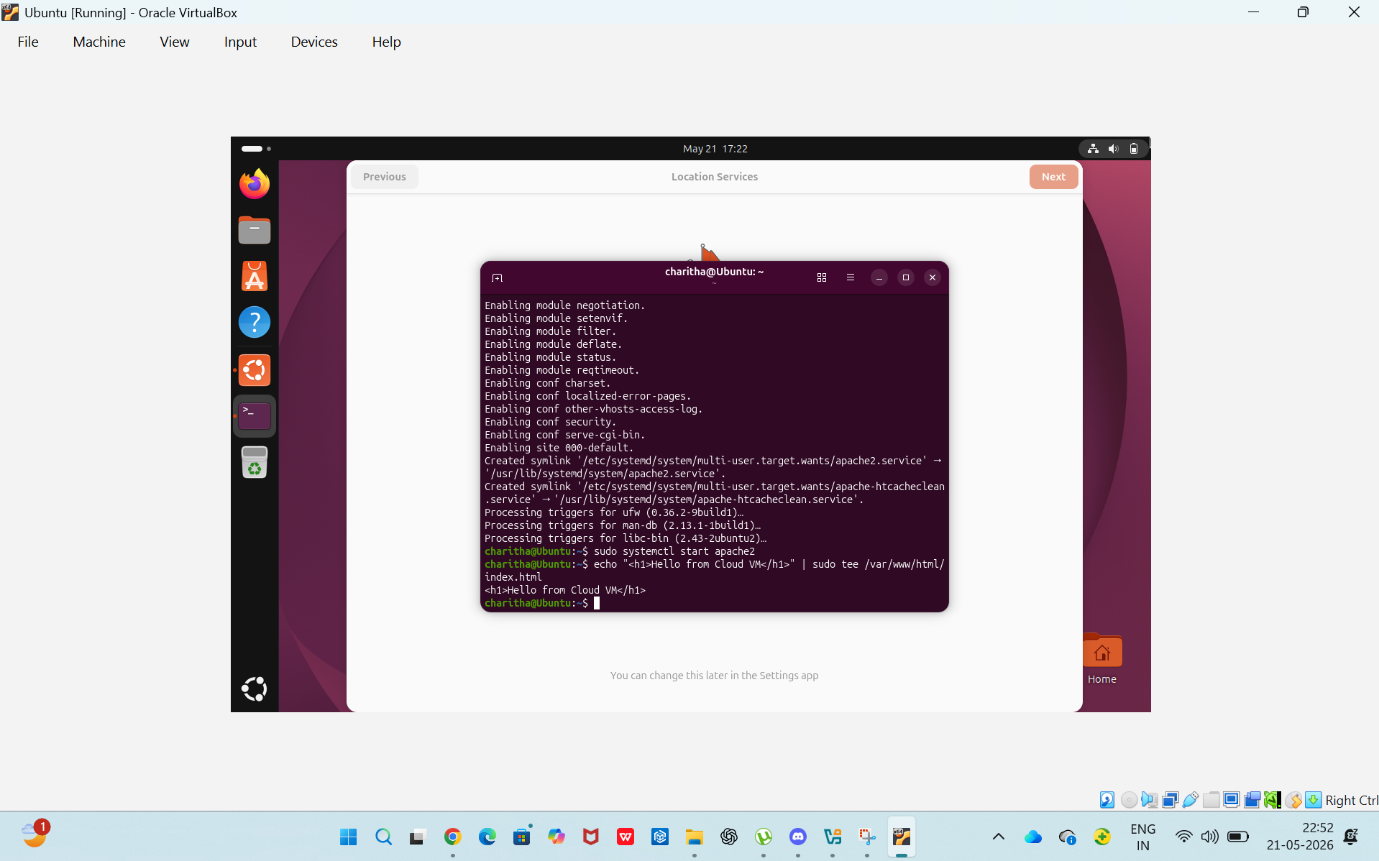 Ubuntu [Running] - Oracle VirtualBox
File Machine View Input Devices Help
May 21 17:22
Previous Location Services Next
charitha@Ubuntu: ~
~
Enabling module negotiation.
Enabling module setenvif.
Enabling module filter.
Enabling module deflate.
Enabling module status.
Enabling module reqtimeout.
Enabling conf charset.
Enabling conf localized-error-pages.
Enabling conf other-vhosts-access-log.
Enabling conf security.
Enabling conf serve-cgi-bin.
Enabling site 000-default.
Created symlink '/etc/systemd/system/multi-user.target.wants/apache2.service' →
'/usr/lib/systemd/system/apache2.service'.
Created symlink '/etc/systemd/system/multi-user.target.wants/apache-htcacheclean
.service' → '/usr/lib/systemd/system/apache-htcacheclean.service'.
Processing triggers for ufw (0.36.2-9build1)…
Processing triggers for man-db (2.13.1-1build1)…
Processing triggers for libc-bin (2.43-2ubuntu2)…
charitha@Ubuntu:~$ sudo systemctl start apache2
charitha@Ubuntu:~$ echo "<h1>Hello from Cloud VM</h1>" | sudo tee /var/www/html/
index.html
<h1>Hello from Cloud VM</h1>
charitha@Ubuntu:~$
You can change this later in the Settings app
Home
Right Ctrl
1
ENG
IN
22:52
21-05-2026